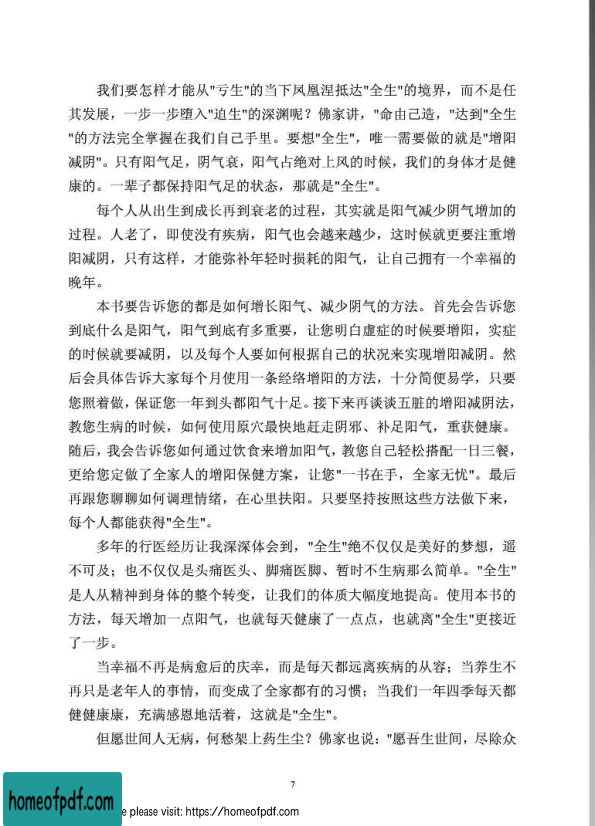 我们要怎样才能从"亏生"的当下凤凰涅抵达"全生"的境界，而不是任
其发展，一步一步堕入"迫生"的深渊呢？佛家讲，"命由己造，"达到"全生
"的方法完全掌握在我们自己手里。要想"全生"，唯一需要做的就是"增阳
减阴"。只有阳气足，阴气衰，阳气占绝对上风的时候，我们的身体才是健
康的。一辈子都保持阳气足的状态，那就是"全生"。
每个人从出生到成长再到衰老的过程，其实就是阳气减少阴气增加的
过程。人老了，即使没有疾病，阳气也会越来越少，这时候就更要注重增
阳减阴，只有这样，才能弥补年轻时损耗的阳气，让自己拥有一个幸福的
晚年。
本书要告诉您的都是如何增长阳气、减少阴气的方法。首先会告诉您
到底什么是阳气，阳气到底有多重要，让您明白虚症的时候要增阳，实症
的时候就要减阴，以及每个人要如何根据自己的状况来实现增阳减阴。然
后会具体告诉大家每个月使用一条经络增阳的方法，十分简便易学，只要
您照着做，保证您一年到头都阳气十足。接下来再谈谈五脏的增阳减阴法，
教您生病的时候，如何使用原穴最快地赶走阴邪、补足阳气，重获健康。
随后，我会告诉您如何通过饮食来增加阳气，教您自己轻松搭配一日三餐，
更给您定做了全家人的增阳保健方案，让您"一书在手，全家无忧"。最后
再跟您聊聊如何调理情绪，在心里扶阳。只要坚持按照这些方法做下来，
每个人都能获得"全生"。
多年的行医经历让我深深体会到，"全生"绝不仅仅是美好的梦想，遥
不可及；也不仅仅是头痛医头、脚痛医脚、暂时不生病那么简单。"全生"
是人从精神到身体的整个转变，让我们的体质大幅度地提高。使用本书的
方法，每天增加一点阳气，也就每天健康了一点点，也就离"全生"更接近
了一步。
当幸福不再是病愈后的庆幸，而是每天都远离疾病的从容；当养生不
再只是老年人的事情，而变成了全家都有的习惯；当我们一年四季每天都
健健康康，充满感恩地活着，这就是"全生"。
但愿世间人无病，何愁架上药生尘？佛家也说："愿吾生世间，尽除众
7
homeofpdf.com
e please visit: https://homeofpdf.com